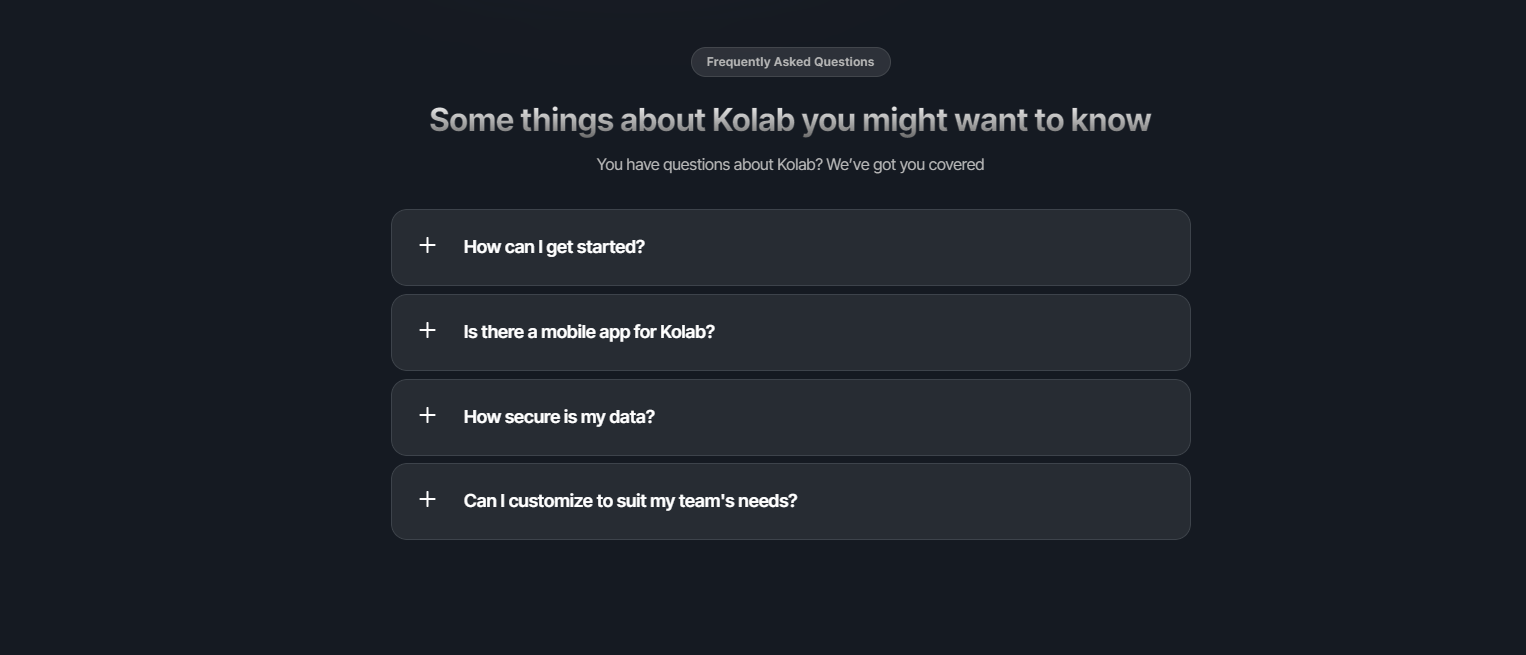 Frequently Asked Questions
Some things about Kolab you might want to know
You have questions about Kolab? We’ve got you covered
How can I get started?
Is there a mobile app for Kolab?
How secure is my data?
Can I customize to suit my team's needs?